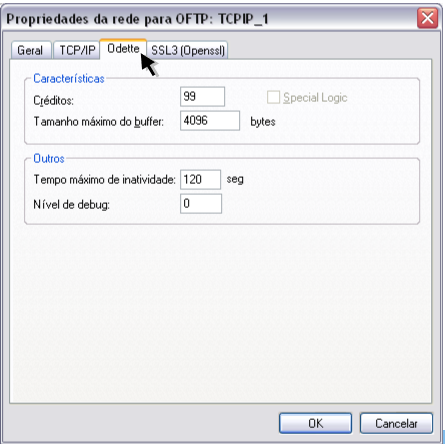 Propriedades da rede para OFTP: TCPIP_1
Geral TCP/IP Odette SSL3 (Openssl)
Características
Créditos: 99 Special Logic
Tamanho máximo do buffer: 4096 bytes
Outros
Tempo máximo de inatividade: 120 seg
Nível de debug: 0
OK Cancelar